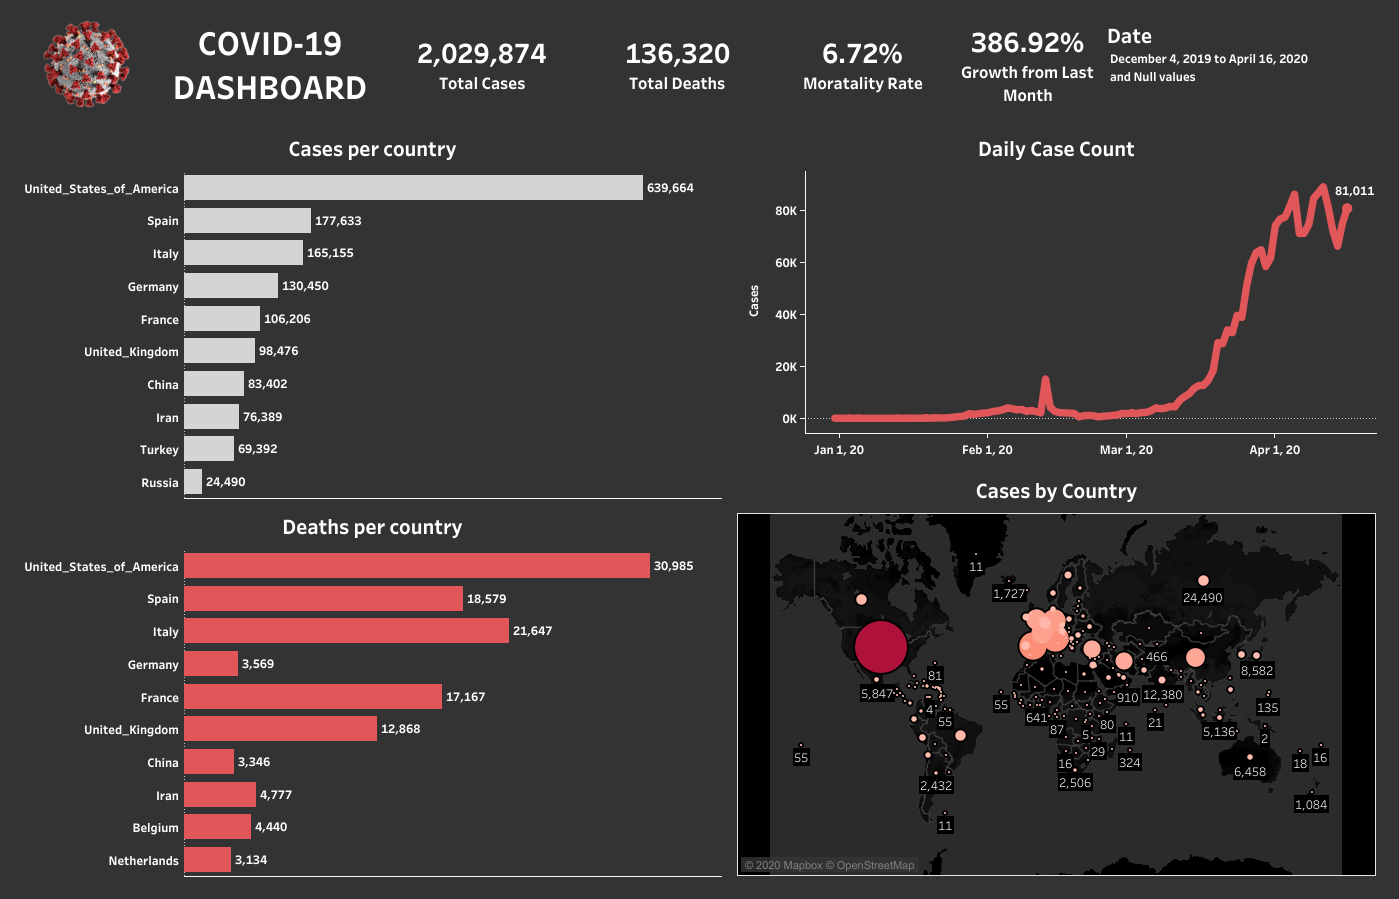 COVID-19
DASHBOARD
2,029,874
Total Cases
136,320
Total Deaths
6.72%
Moratality Rate
386.92%
Growth from Last
Month
Date
December 4, 2019 to April 16, 2020
and Null values
Cases per country
United_States_of_America 639,664
Spain 177,633
Italy 165,155
Germany 130,450
France 106,206
United_Kingdom 98,476
China 83,402
Iran 76,389
Turkey 69,392
Russia 24,490
Daily Case Count
81,011
Cases
80K
60K
40K
20K
0K
Jan 1, 20 Feb 1, 20 Mar 1, 20 Apr 1, 20
Deaths per country
United_States_of_America 30,985
Spain 18,579
Italy 21,647
Germany 3,569
France 17,167
United_Kingdom 12,868
China 3,346
Iran 4,777
Belgium 4,440
Netherlands 3,134
Cases by Country
11
1,727
24,490
466
8,582
81
5,847
910
12,380
55
4
55
641
87
5
80
11
21
135
5,136
2
29
55
16
324
18
16
6,458
2,432
2,506
1,084
11
© 2020 Mapbox © OpenStreetMap